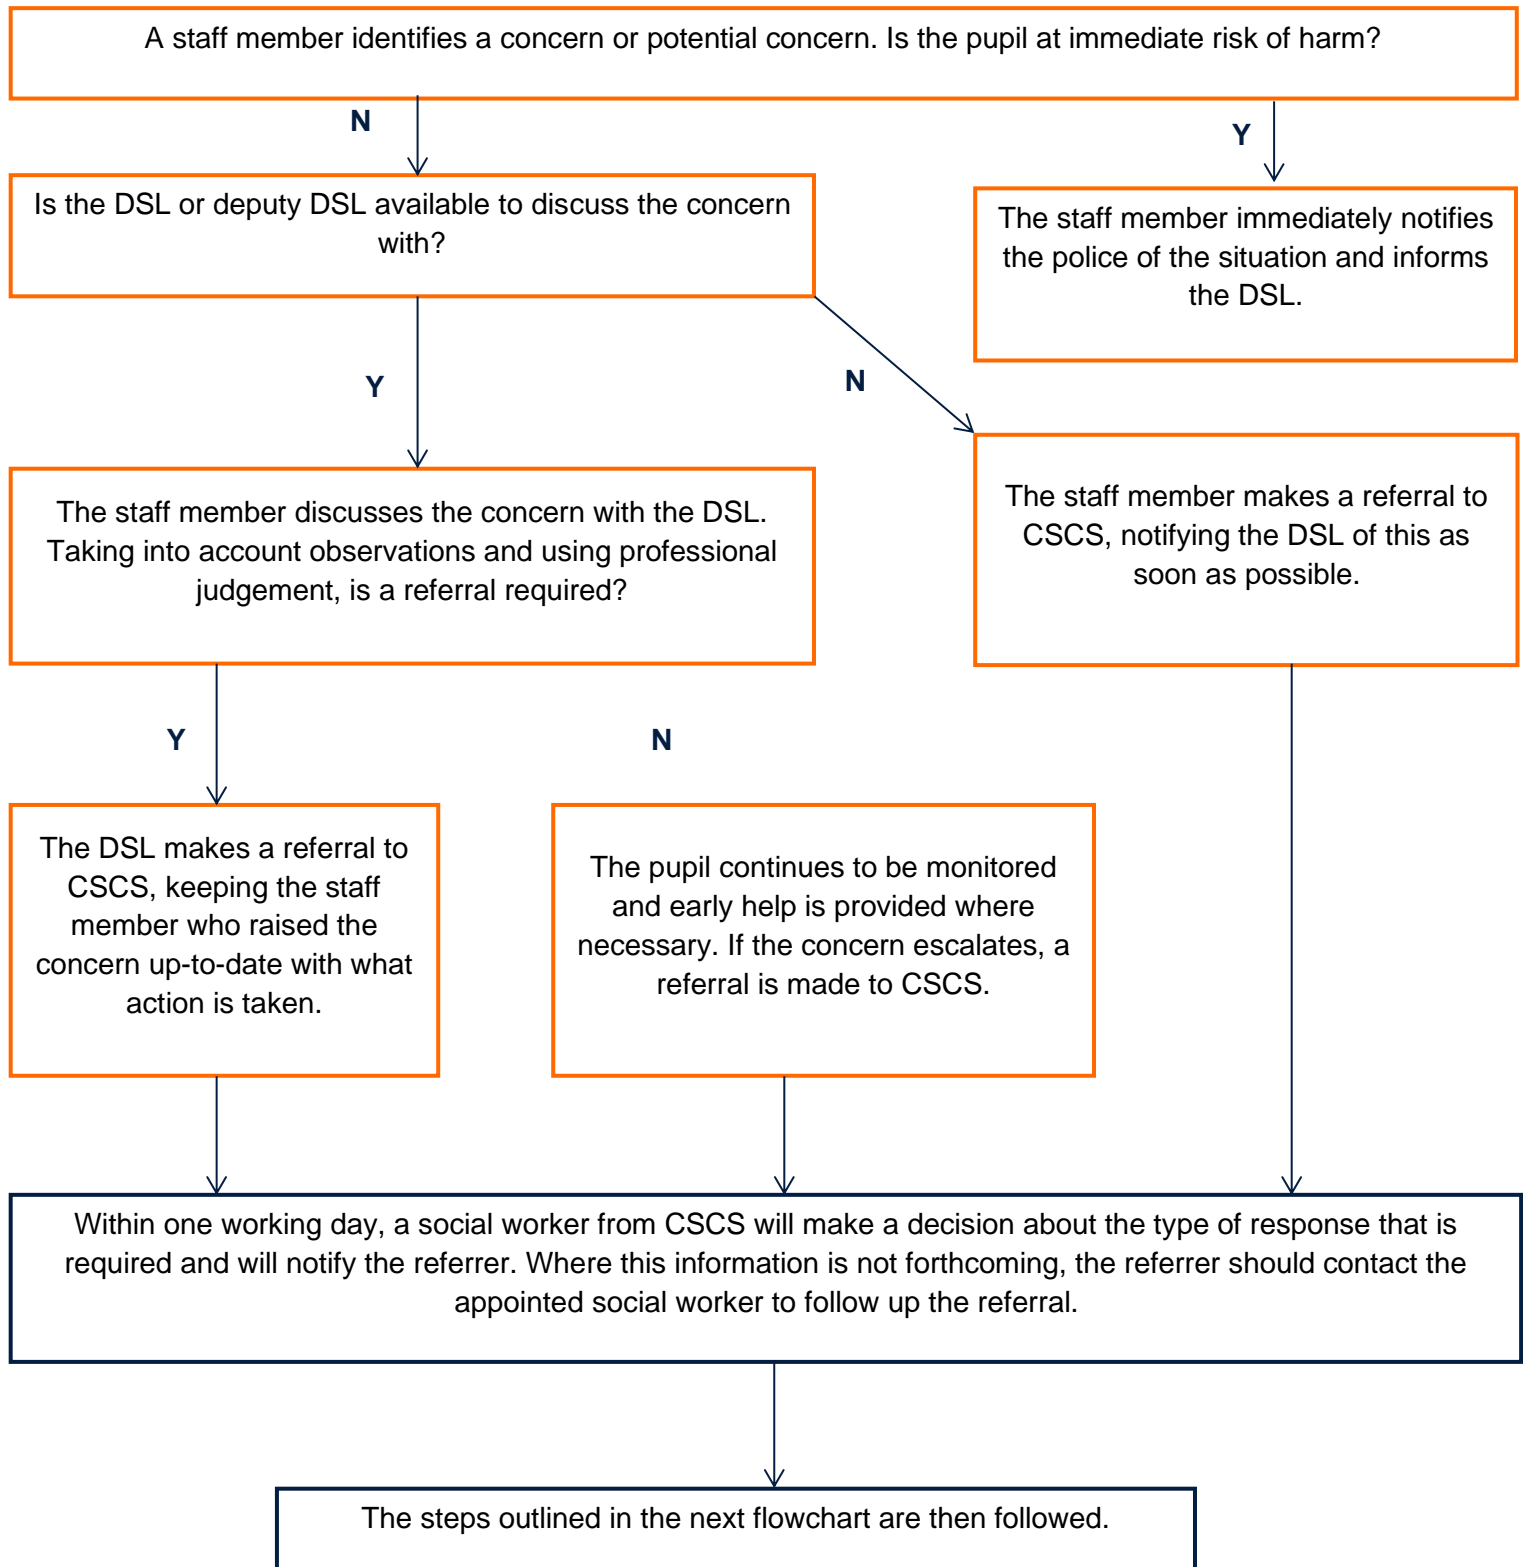 A staff member identifies a concern or potential concern. Is the pupil at immediate risk of harm?
N
Y
Is the DSL or deputy DSL available to discuss the concern
with?
The staff member immediately notifies
the police of the situation and informs
the DSL.
Y
N
The staff member discusses the concern with the DSL.
Taking into account observations and using professional
judgement, is a referral required?
The staff member makes a referral to
CSCS, notifying the DSL of this as
soon as possible.
Y
N
The DSL makes a referral to
CSCS, keeping the staff
member who raised the
concern up-to-date with what
action is taken.
The pupil continues to be monitored
and early help is provided where
necessary. If the concern escalates, a
referral is made to CSCS.
Within one working day, a social worker from CSCS will make a decision about the type of response that is
required and will notify the referrer. Where this information is not forthcoming, the referrer should contact the
appointed social worker to follow up the referral.
The steps outlined in the next flowchart are then followed.